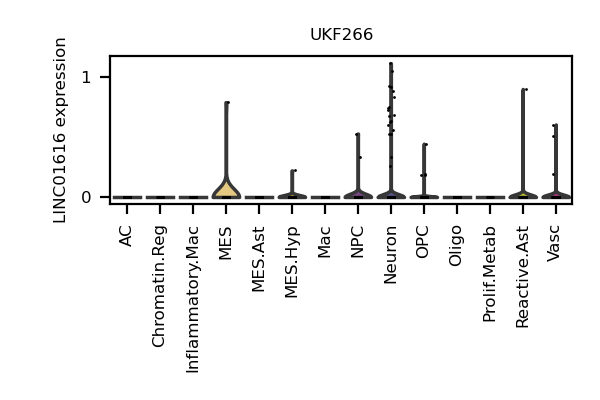 UKF266
LINC01616 expression
1
0
AC
Chromatin.Reg
Inflammatory.Mac
MES
MES.Ast
MES.Hyp
Mac
NPC
Neuron
OPC
Oligo
Prolif.Metab
Reactive.Ast
Vasc